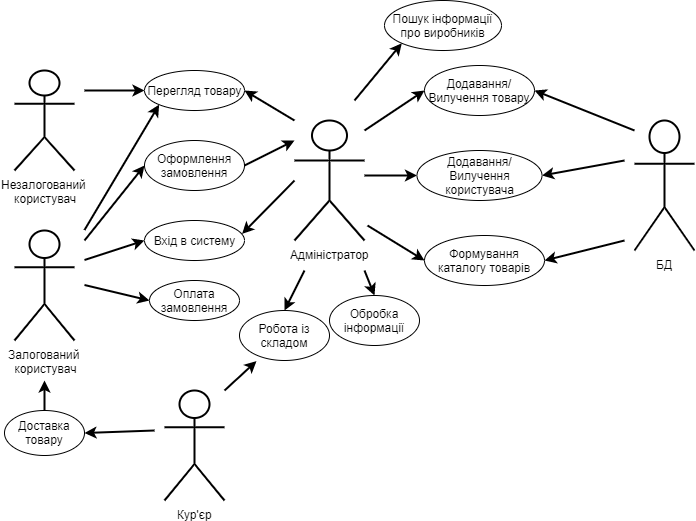 Пошук інформації
про виробників
Перегляд товару
Додавання/
Вилучення товару
Незалогований
користувач
Оформлення
замовлення
Додавання/
Вилучення
користувача
Вхід в систему
Адміністратор
Формування
каталогу товарів
БД
Оплата
замовлення
Обробка
інформації
Робота із
складом
Залогований
користувач
Доставка
товару
Кур'єр